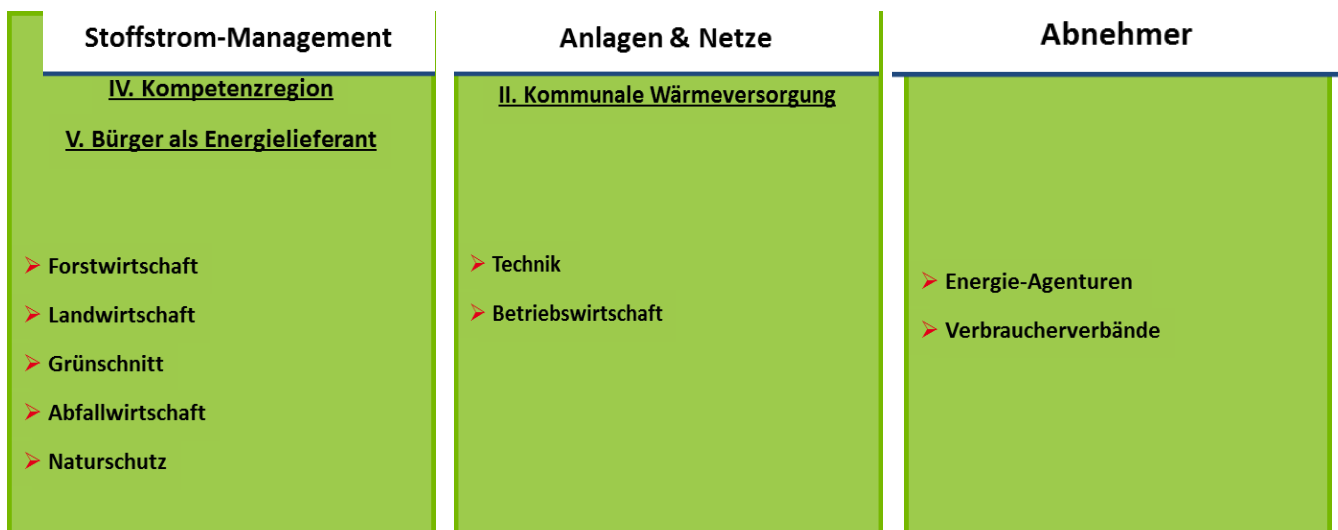 Stoffstrom-Management
IV. Kompetenzregion
V. Bürger als Energielieferant
Forstwirtschaft
Landwirtschaft
Grünschnitt
Abfallwirtschaft
Naturschutz
Anlagen & Netze
II. Kommunale Wärmeversorgung
Technik
Betriebswirtschaft
Abnehmer
Energie-Agenturen
Verbraucherverbände